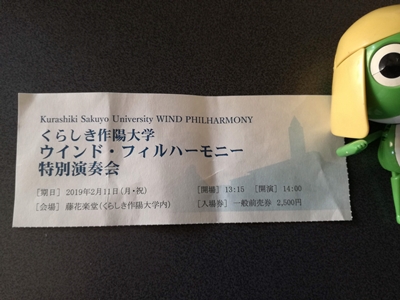 Kurashiki Sakuyo University WIND PHILHARMONY
くらしき作陽大学
ウインド・フィルハーモニー
特別演奏会
[期日] 2019年2月11日(月・祝) [開場] 13:15 [開演] 14:00
[会場] 藤花楽堂(くらしき作陽大学内) [入場券] 一般前売券 2,500円